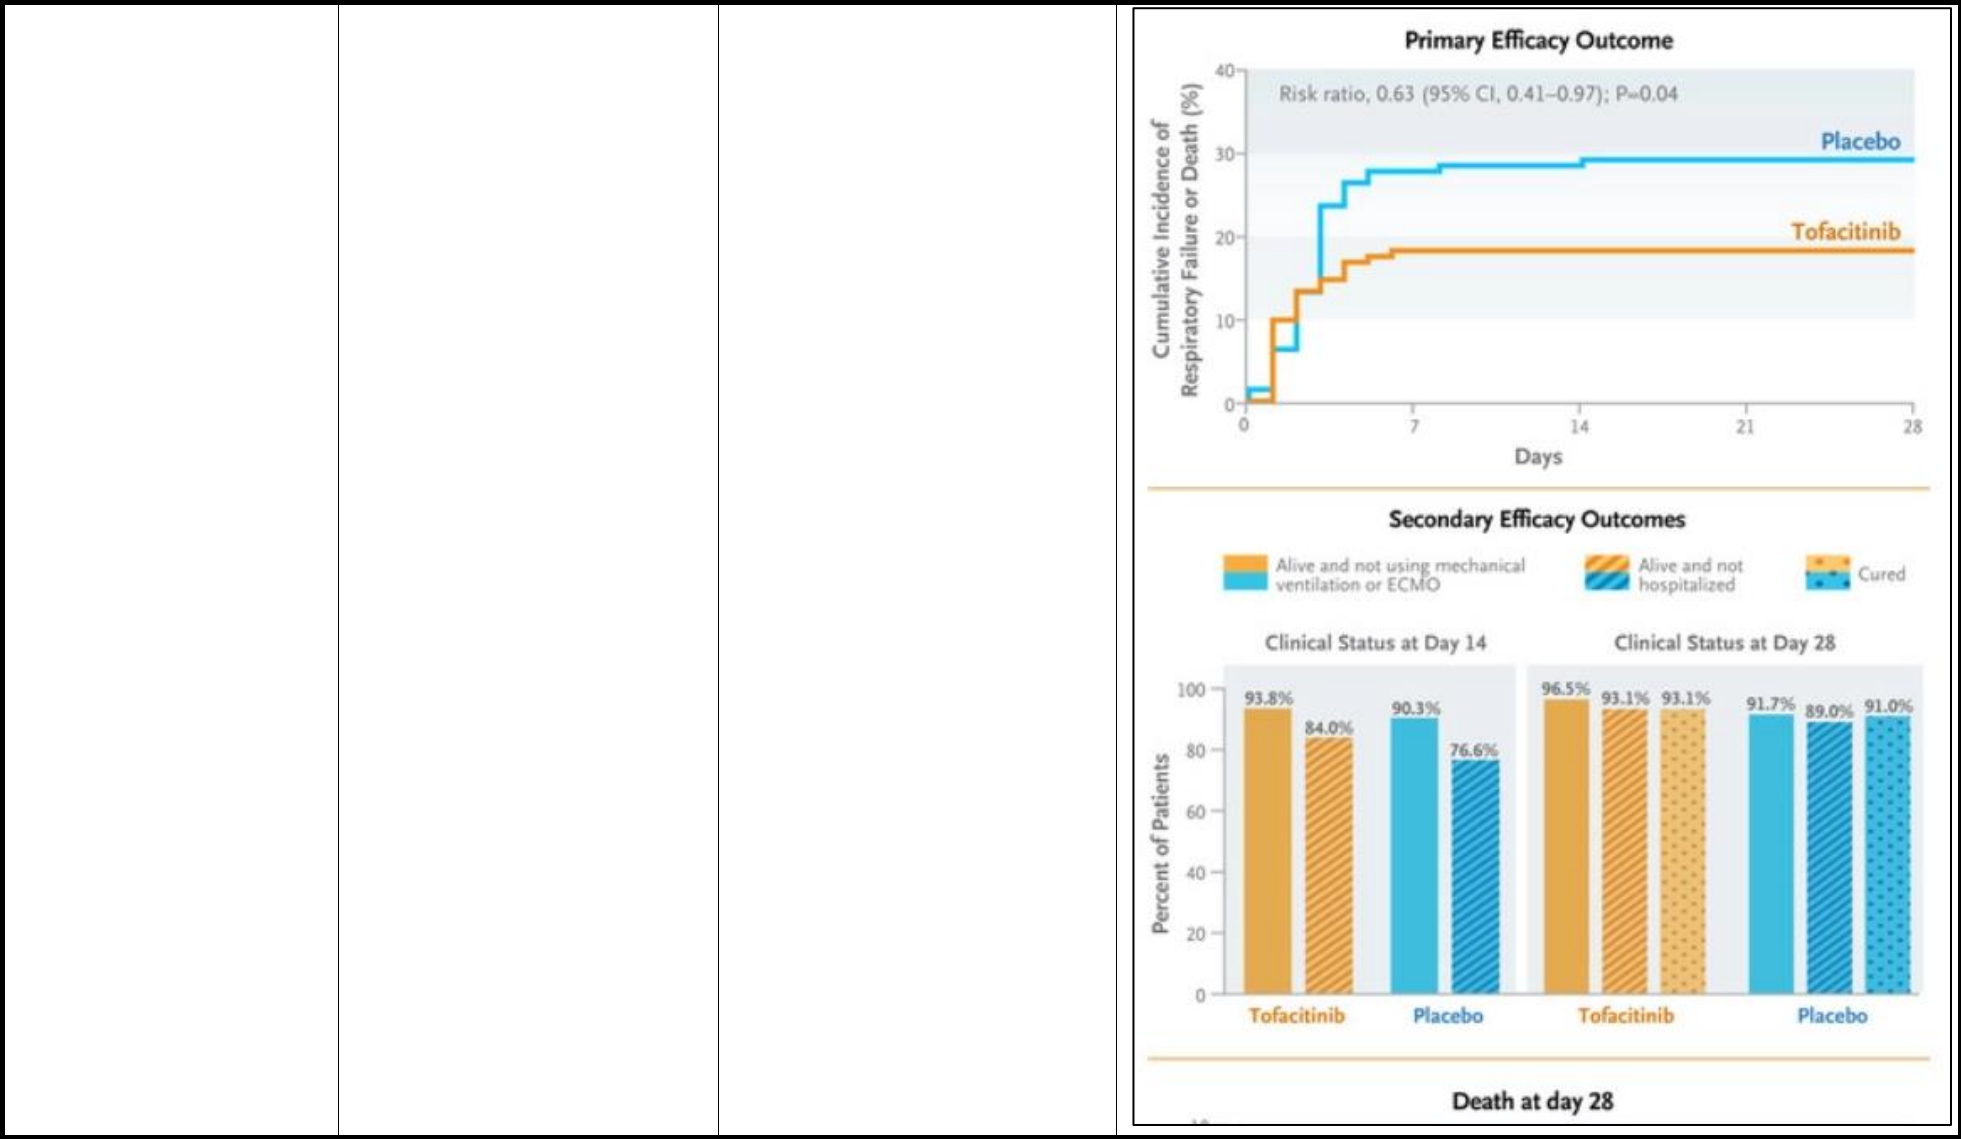 Primary Efficacy Outcome
Risk ratio, 0.63 (95% CI, 0.41–0.97); P=0.04
Cumulative Incidence of
Respiratory Failure or Death (%)
40
30
20
10
0
Placebo
Tofacitinib
0 7 14 21 28
Days
Secondary Efficacy Outcomes
Alive and not using mechanical
ventilation or ECMO
Alive and not
hospitalized
Cured
Clinical Status at Day 14
Clinical Status at Day 28
Percent of Patients
100
80
60
40
20
0
93.8%
84.0%
90.3%
76.6%
96.5%
93.1%
93.1%
91.7%
89.0%
91.0%
Tofacitinib Placebo Tofacitinib Placebo
Death at day 28